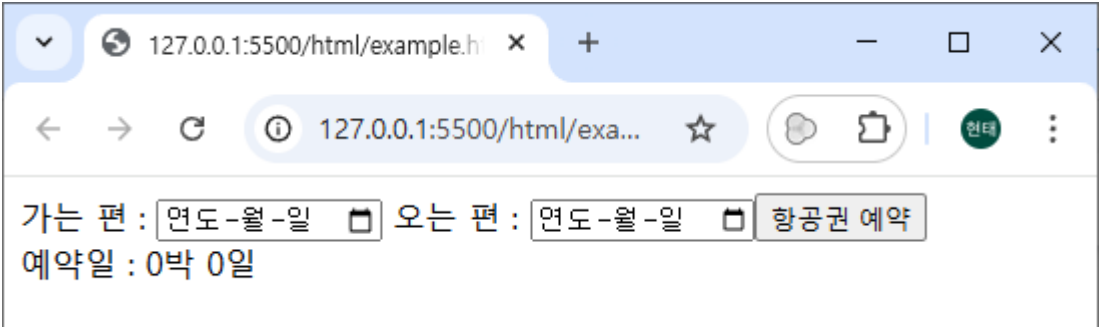 127.0.0.1:5500/html/example.h
127.0.0.1:5500/html/exa...
현태
가는 편 : 연도-월-일 오는 편 : 연도-월-일 항공권 예약
예약일 : 0박 0일